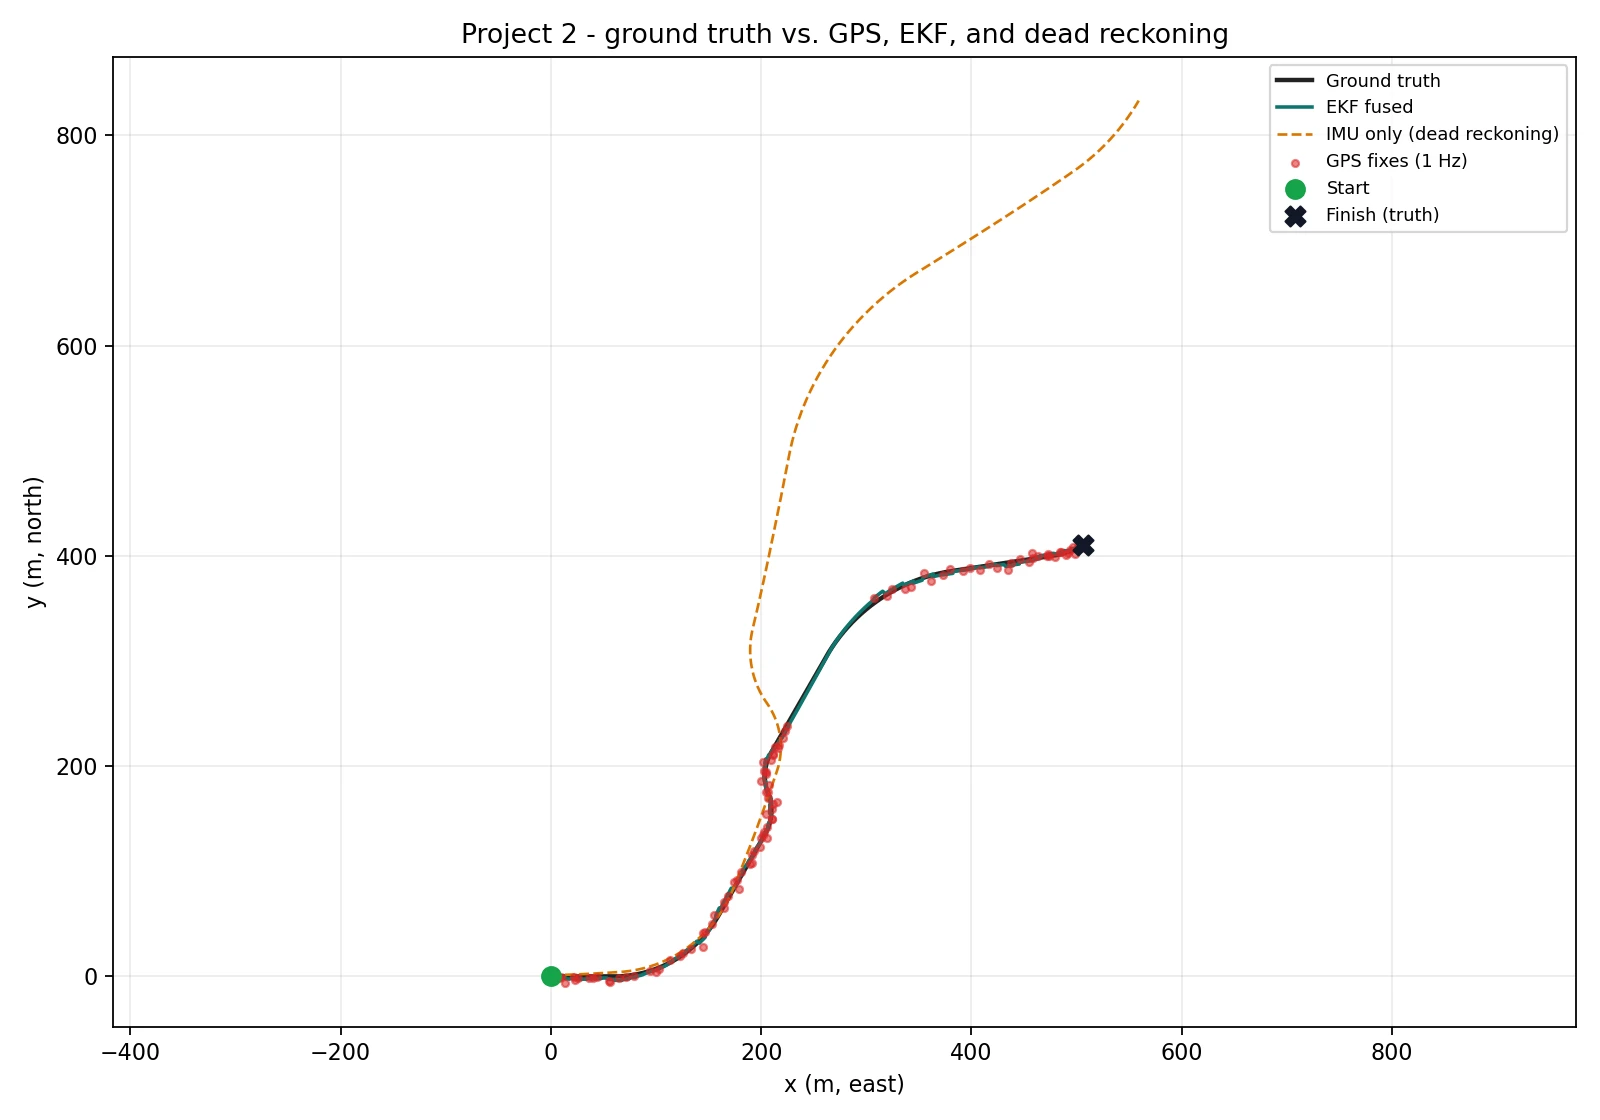 Project 2 - ground truth vs. GPS, EKF, and dead reckoning
Ground truth
EKF fused
IMU only (dead reckoning)
GPS fixes (1 Hz)
Start
Finish (truth)
y (m, north)
800
600
400
200
0
−400
−200
0
200
400
600
800
x (m, east)